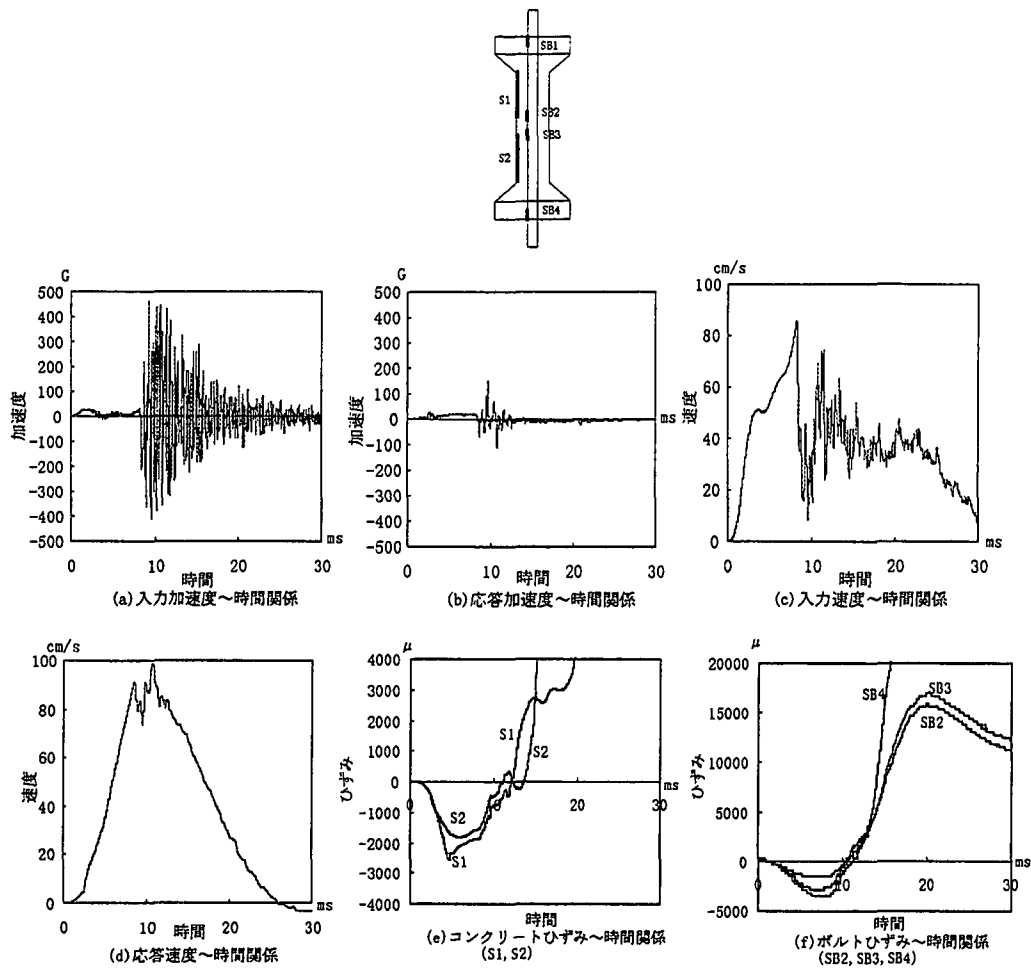 SB1
S1
SB2
SB3
S2
SB4
G
500
400
300
200
100
0
-100
-200
-300
-400
-500
加速度
0 10 20 30
ms
時間
(a)入力加速度～時間関係
G
500
400
300
200
100
0
-100
-200
-300
-400
-500
加速度
ms
0 10 20 30
時間
(b)応答加速度～時間関係
cm/s
100
80
60
40
20
0
速度
ms
0 10 20 30
時間
(c)入力速度～時間関係
cm/s
100
80
60
40
20
0
速度
ms
0 10 20 30
時間
(d)応答速度～時間関係
μ
4000
3000
2000
1000
0
-1000
-2000
-3000
-4000
ひずみ
S1
S2
S2
S1
ms
0 10 20 30
時間
(e)コンクリートひずみ～時間関係
(S1, S2)
μ
20000
15000
10000
5000
0
-5000
ひずみ
SB4
SB3
SB2
ms
0 10 20 30
時間
(f)ボルトひずみ～時間関係
(SB2, SB3, SB4)